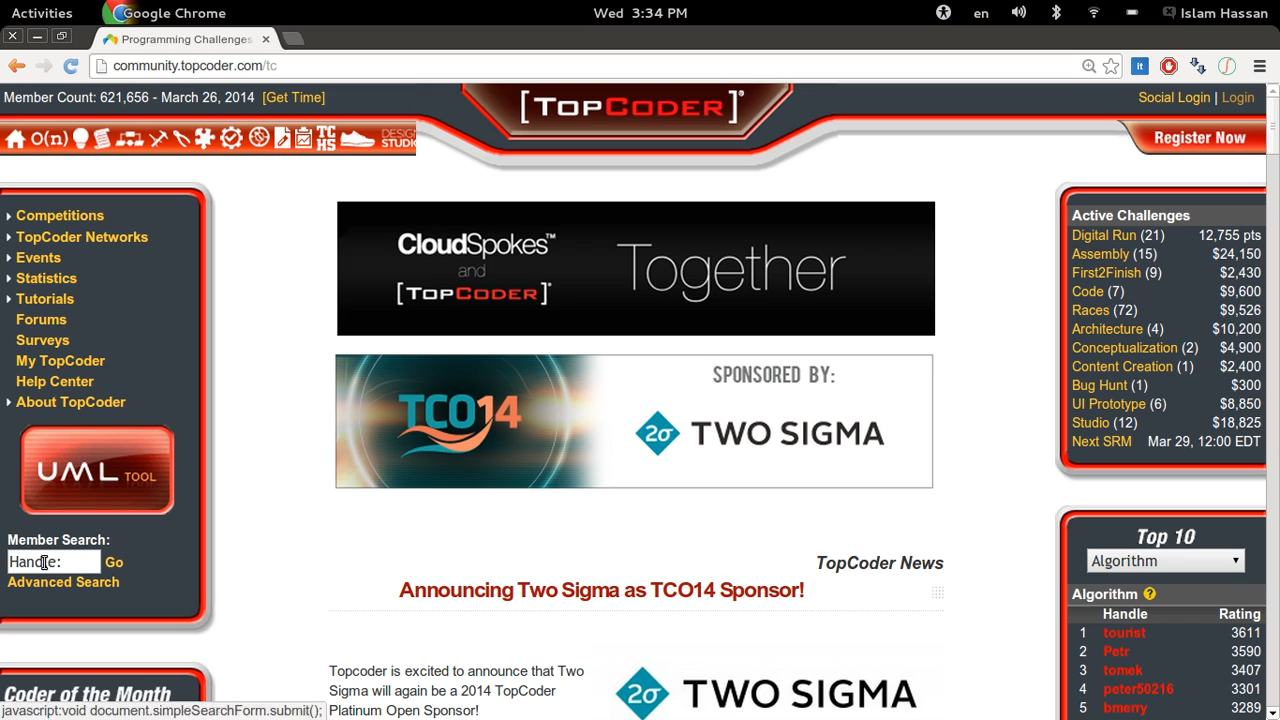 Activities
Google Chrome
Wed 3:34 PM
en
Islam Hassan
Programming Challenges
community.topcoder.com/tc
it
Member Count: 621,656 - March 26, 2014 [Get Time]
[TOPCODER]®
Social Login | Login
O(n)
TC
HS
DESIGN
STUDIO
Register Now
Competitions
TopCoder Networks
Events
Statistics
Tutorials
Forums
Surveys
My TopCoder
Help Center
About TopCoder
UML TOOL
Member Search:
Handle:
Go
Advanced Search
Coder of the Month
javascript:void document.simpleSearchForm.submit();
CloudSpokes™
and
[TOPCODER]®
Together
TCO14
SPONSORED BY:
2σ TWO SIGMA
TopCoder News
Announcing Two Sigma as TCO14 Sponsor!
Topcoder is excited to announce that Two
Sigma will again be a 2014 TopCoder
Platinum Open Sponsor!
2σ TWO SIGMA
Active Challenges
Digital Run (21) 12,755 pts
Assembly (15) $24,150
First2Finish (9) $2,430
Code (7) $9,600
Races (72) $9,526
Architecture (4) $10,200
Conceptualization (2) $4,900
Content Creation (1) $2,400
Bug Hunt (1) $300
UI Prototype (6) $8,850
Studio (12) $18,825
Next SRM Mar 29, 12:00 EDT
Top 10
Algorithm
Algorithm ?
Handle Rating
1 tourist 3611
2 Petr 3590
3 tomek 3407
4 peter50216 3301
5 bmerry 3289